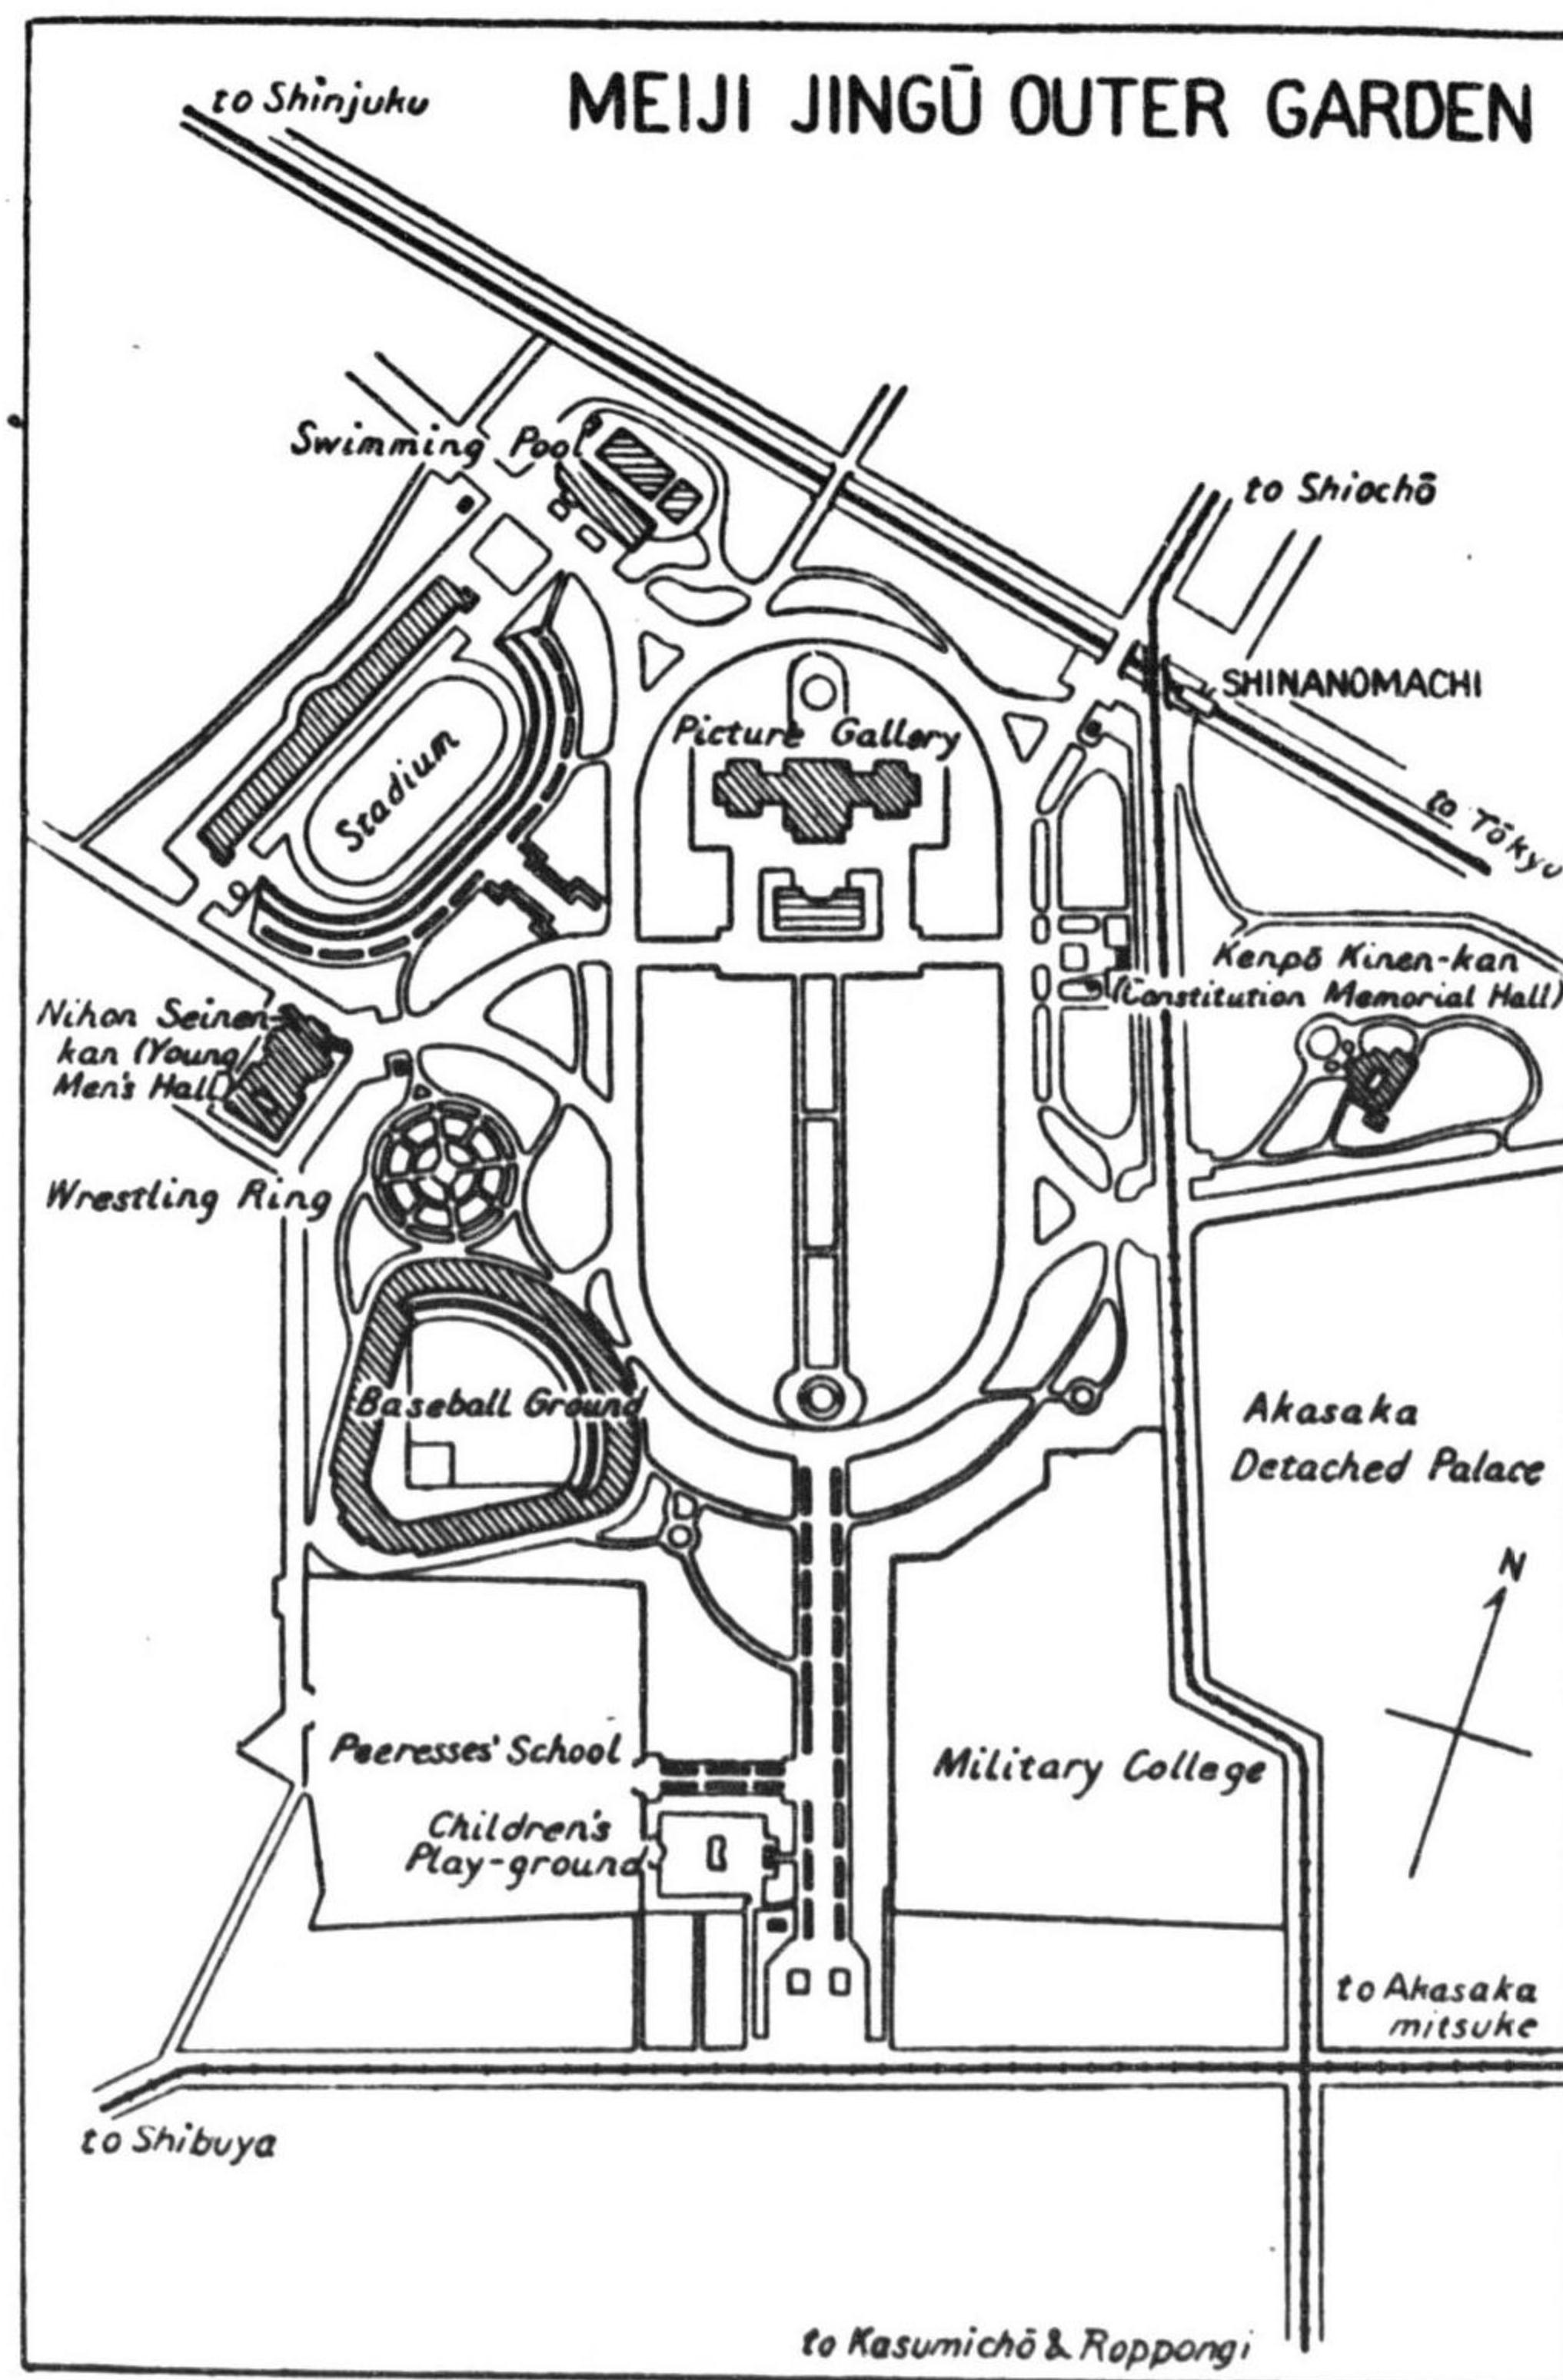 MEIJI JINGŪ OUTER GARDEN
to Shinjuku
Swimming Pool
to Shiochō
SHINANOMACHI
Picture Gallery
Stadium
to Tōkyo
Kenpō Kinen-kan
(Constitution Memorial Hall)
Nihon Seinen-
kan (Young
Men's Hall)
Wrestling Ring
Baseball Ground
Akasaka
Detached Palace
N
Peeresses' School
Military College
Children's
Play-ground
to Akasaka
mitsuke
to Shibuya
to Kasumichō & Roppongi